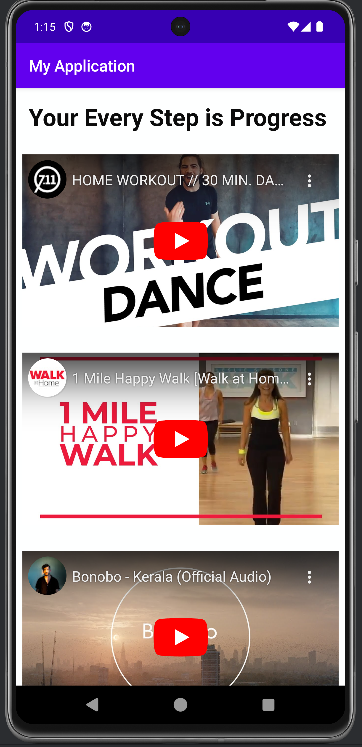 1:15
My Application
Your Every Step is Progress
711
HOME WORKOUT // 30 MIN. DA...
WORKOUT
DANCE
WALK
at Home
1 Mile Happy Walk [Walk at Hom...
1 MILE
HAPPY
WALK
Bonobo - Kerala (Official Audio)